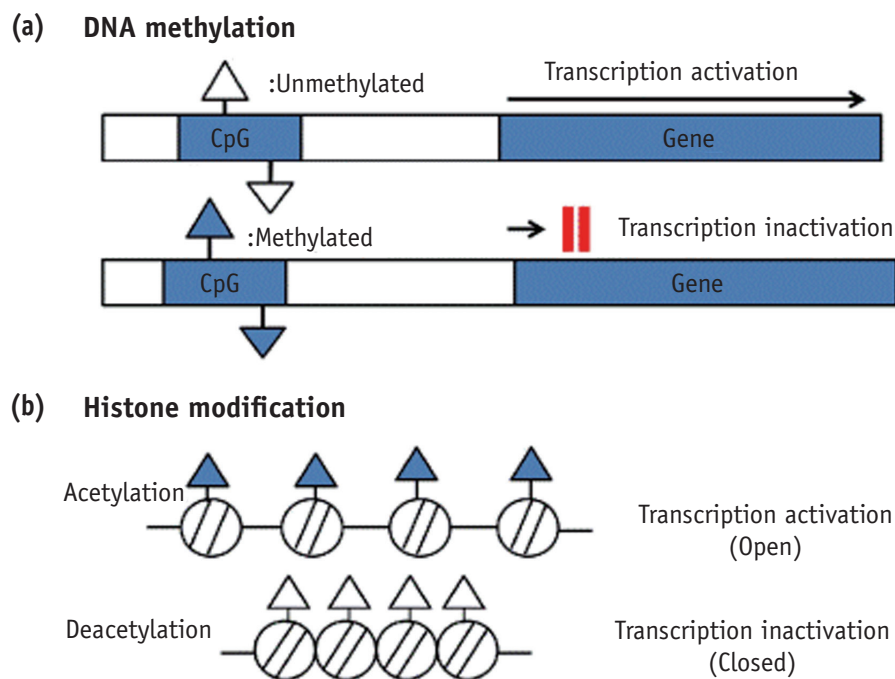 (a) DNA methylation
:Unmethylated
Transcription activation
CpG
Gene
:Methylated
Transcription inactivation
CpG
Gene
(b) Histone modification
Acetylation
Transcription activation
(Open)
Deacetylation
Transcription inactivation
(Closed)